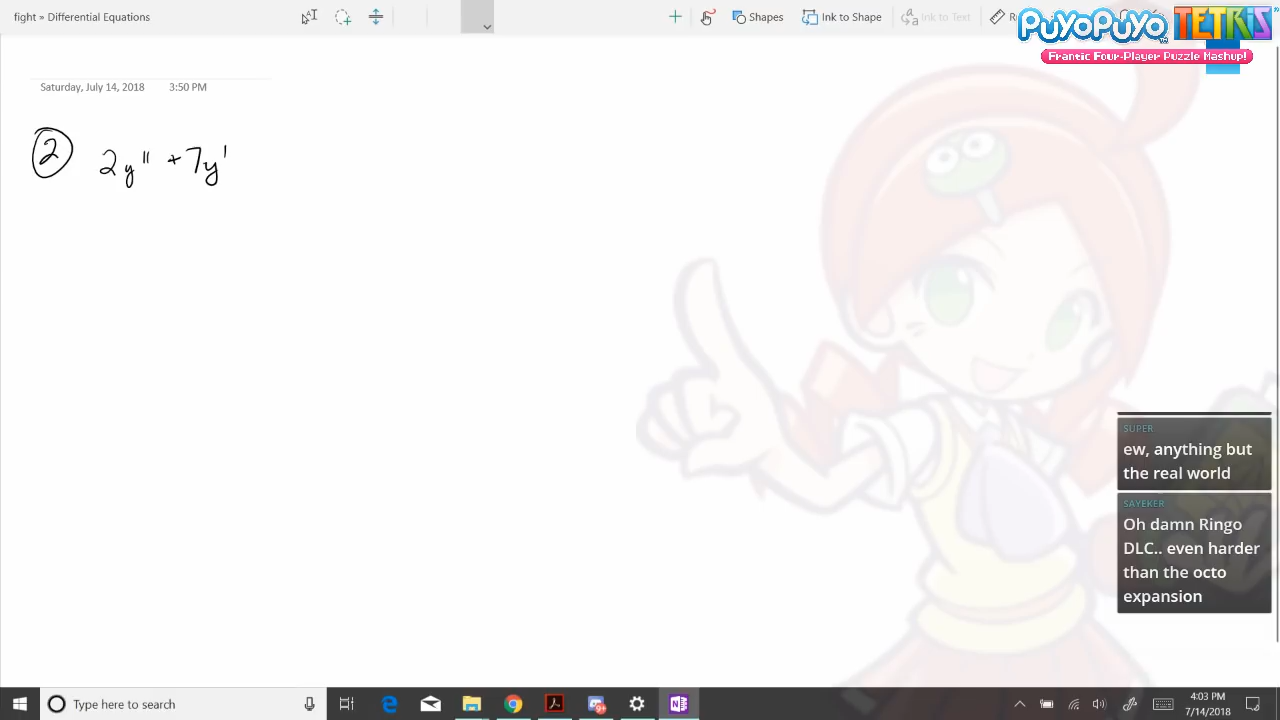 fight » Differential Equations
Shapes
Ink to Shape
Ink to Text
PuyoPuyo TETRIS
Frantic Four-Player Puzzle Mashup!
Saturday, July 14, 2018 3:50 PM
② 2y" + 7y'
SUPER
ew, anything but
the real world
SAYEKER
Oh damn Ringo
DLC.. even harder
than the octo
expansion
Type here to search
4:03 PM
7/14/2018